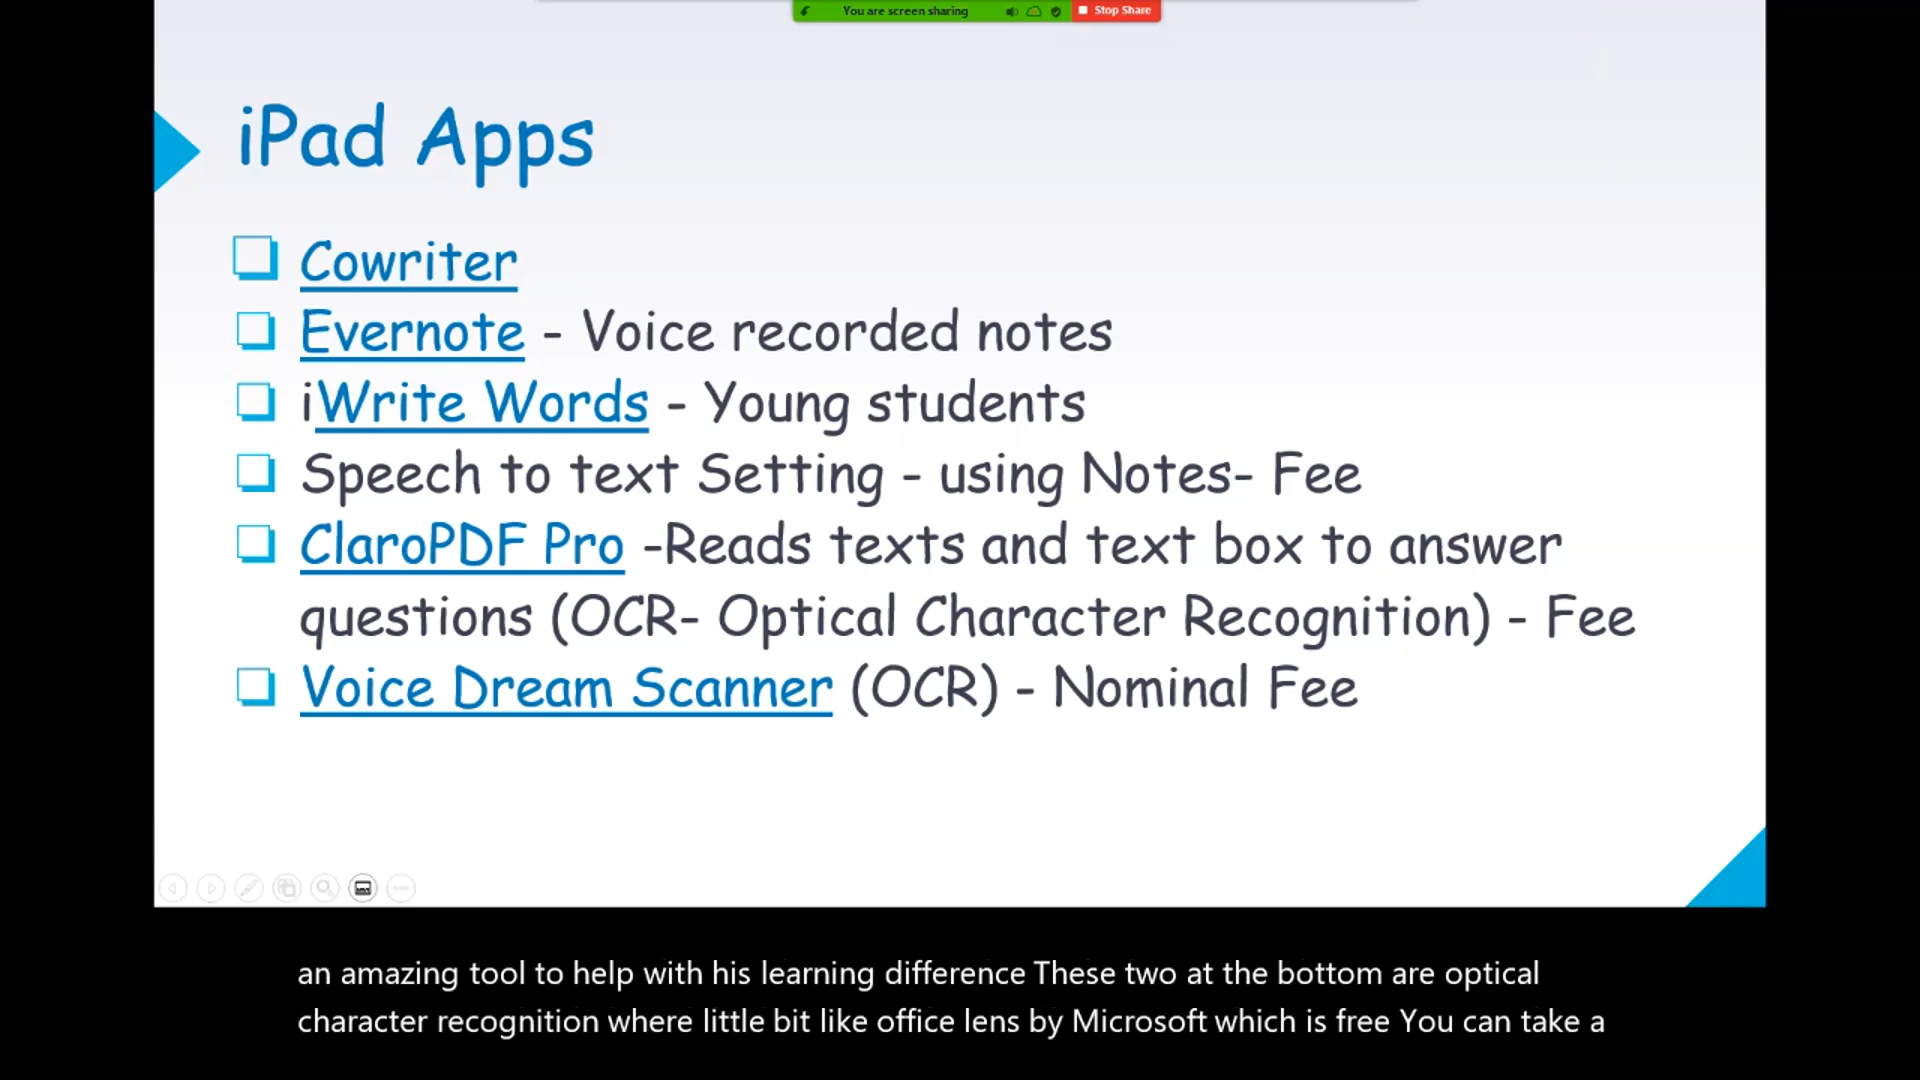 You are screen sharing
Stop Share
iPad Apps
Cowriter
Evernote - Voice recorded notes
iWrite Words - Young students
Speech to text Setting - using Notes- Fee
ClaroPDF Pro -Reads texts and text box to answer
questions (OCR- Optical Character Recognition) - Fee
Voice Dream Scanner (OCR) - Nominal Fee
an amazing tool to help with his learning difference These two at the bottom are optical
character recognition where little bit like office lens by Microsoft which is free You can take a